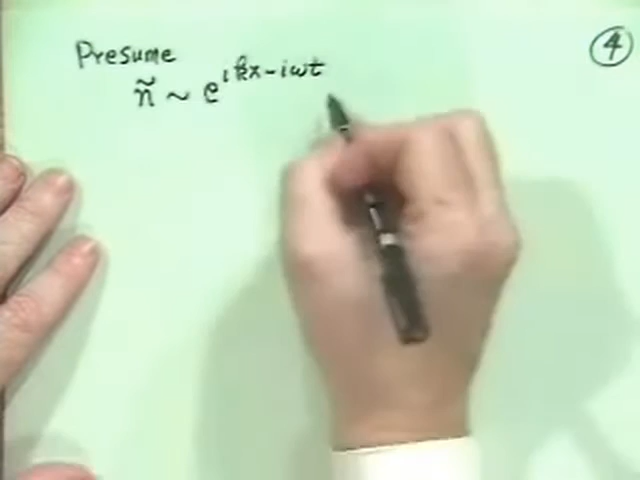 Presume ④
ñ ~ e^{ikx-iωt}